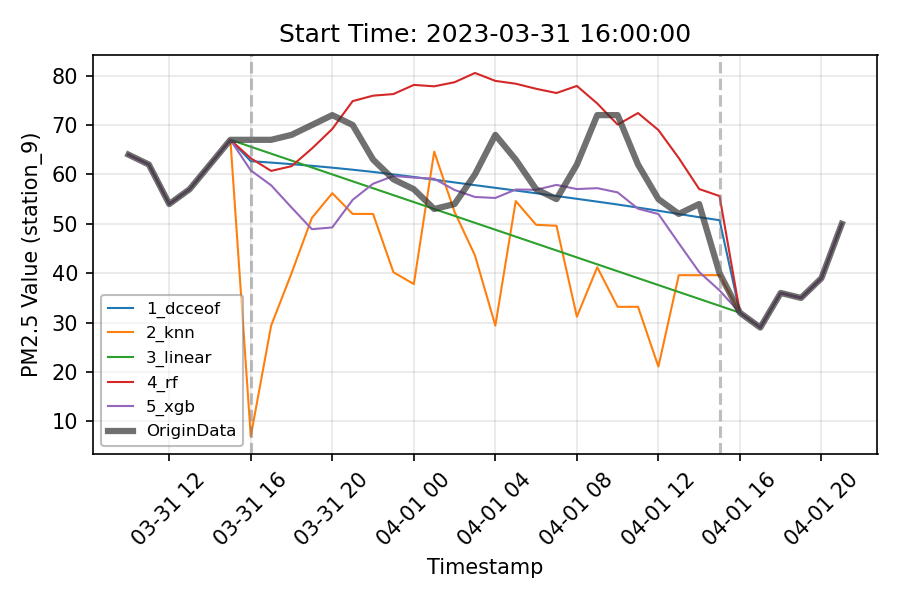 Start Time: 2023-03-31 16:00:00
PM2.5 Value (station_9)
80
70
60
50
40
30
20
10
1_dcceof
2_knn
3_linear
4_rf
5_xgb
OriginData
03-31 12
03-31 16
03-31 20
04-01 00
04-01 04
04-01 08
04-01 12
04-01 16
04-01 20
Timestamp